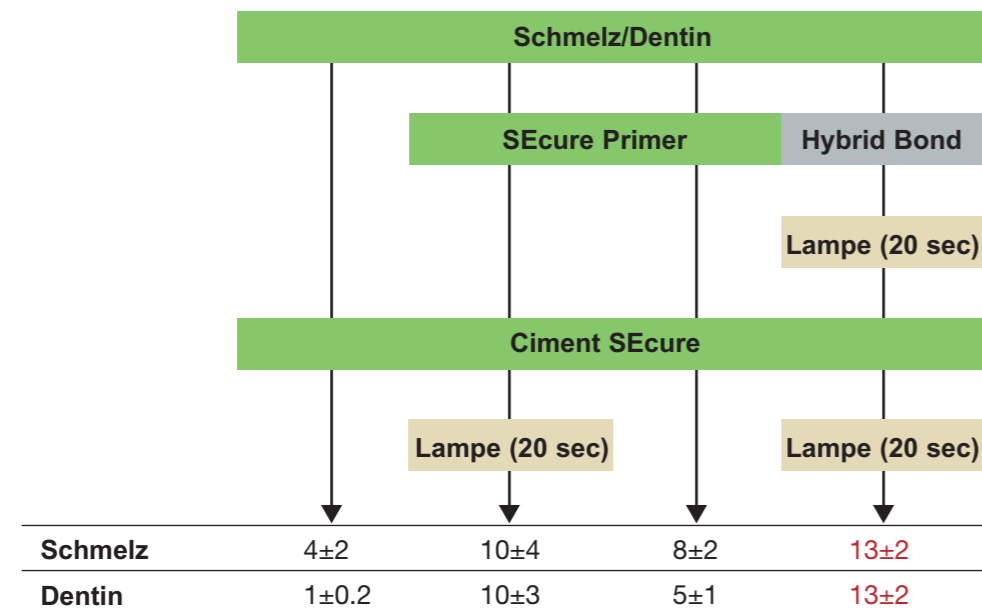 Schmelz/Dentin
SEcure Primer Hybrid Bond
Lampe (20 sec)
Ciment SEcure
Lampe (20 sec) Lampe (20 sec)
Schmelz 4±2 10±4 8±2 13±2
Dentin 1±0.2 10±3 5±1 13±2